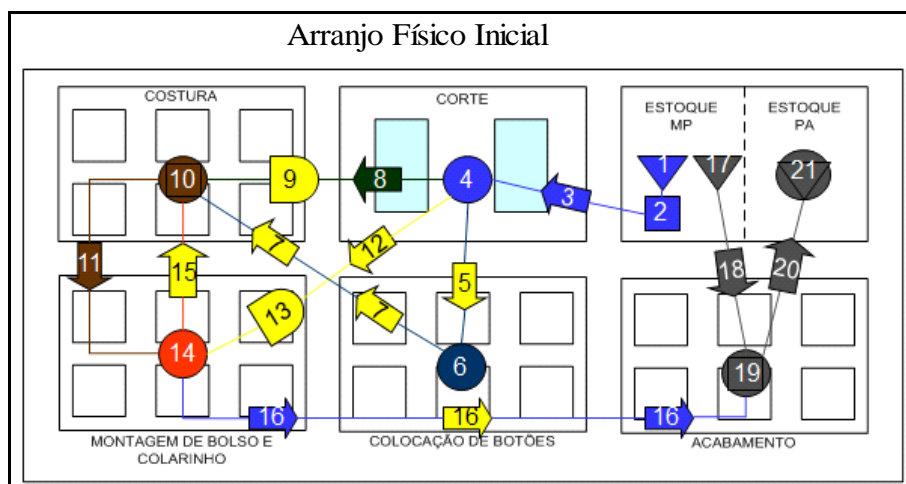 Arranjo Físico Inicial
COSTURA
CORTE
ESTOQUE
MP
ESTOQUE
PA
10
9
8
4
3
1
17
2
21
11
15
7
12
5
18
20
13
7
14
6
19
16
16
16
MONTAGEM DE BOLSO E
COLARINHO
COLOCAÇÃO DE BOTÕES
ACABAMENTO